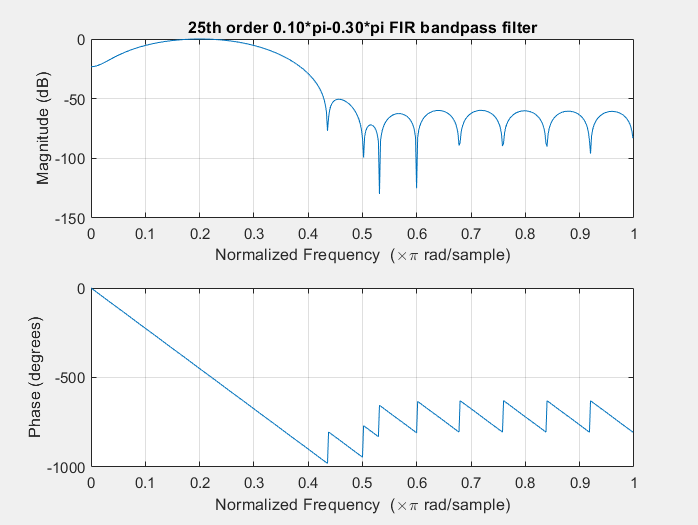 25th order 0.10*pi-0.30*pi FIR bandpass filter
0
-50
-100
-150
Magnitude (dB)
0 0.1 0.2 0.3 0.4 0.5 0.6 0.7 0.8 0.9 1
Normalized Frequency (×π rad/sample)
0
-500
-1000
Phase (degrees)
0 0.1 0.2 0.3 0.4 0.5 0.6 0.7 0.8 0.9 1
Normalized Frequency (×π rad/sample)